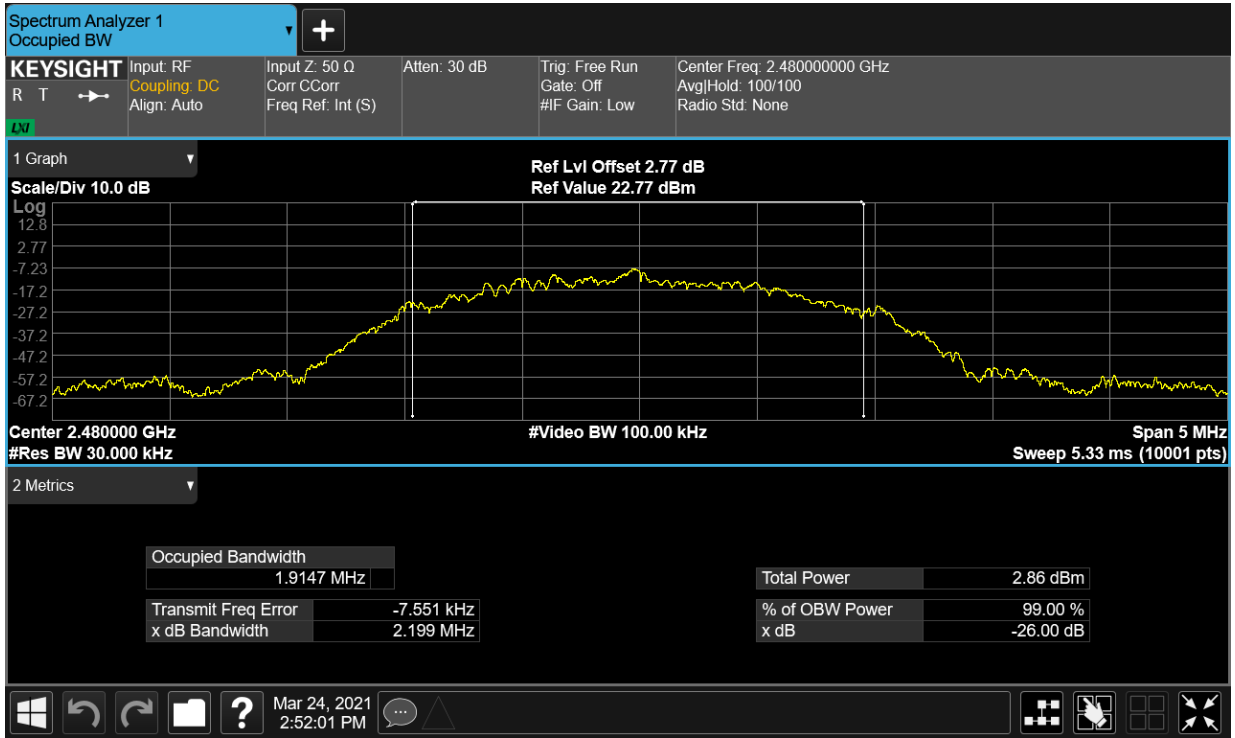 Spectrum Analyzer 1
Occupied BW
KEYSIGHT
R T
LXI
Input: RF
Coupling: DC
Align: Auto
Input Z: 50 Ω
Corr CCorr
Freq Ref: Int (S)
Atten: 30 dB
Trig: Free Run
Gate: Off
#IF Gain: Low
Center Freq: 2.480000000 GHz
Avg|Hold: 100/100
Radio Std: None
1 Graph
Scale/Div 10.0 dB
Ref Lvl Offset 2.77 dB
Ref Value 22.77 dBm
Log
12.8
2.77
-7.23
-17.2
-27.2
-37.2
-47.2
-57.2
-67.2
Center 2.480000 GHz
#Video BW 100.00 kHz
Span 5 MHz
#Res BW 30.000 kHz
Sweep 5.33 ms (10001 pts)
2 Metrics
Occupied Bandwidth
1.9147 MHz
Total Power 2.86 dBm
Transmit Freq Error -7.551 kHz
% of OBW Power 99.00 %
x dB Bandwidth 2.199 MHz
x dB -26.00 dB
?
Mar 24, 2021
2:52:01 PM